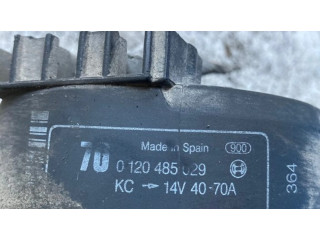 Made in Spain 900
70 0 120 485 029
KC → 14V 40-70A
364